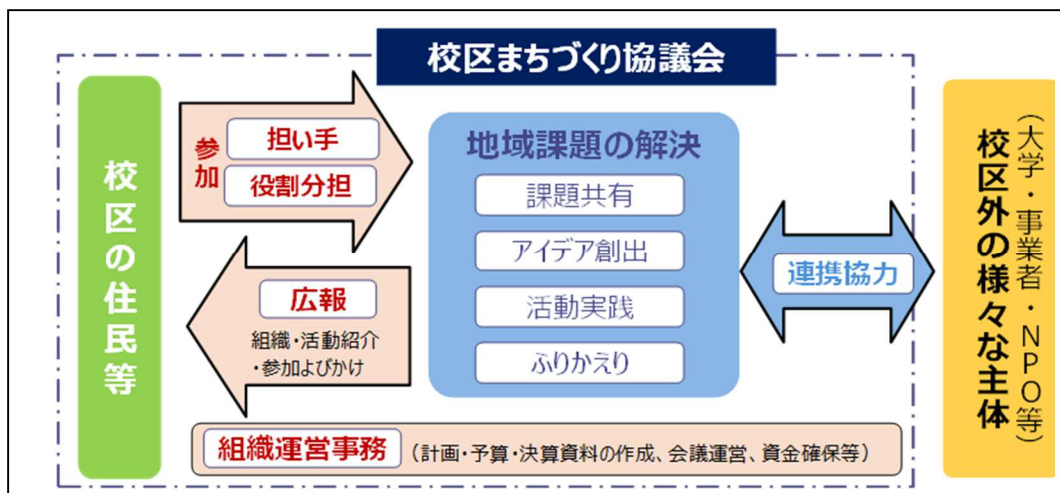 校区まちづくり協議会
校区の住民等
参加
担い手
役割分担
広報
組織・活動紹介
・参加よびかけ
地域課題の解決
課題共有
アイデア創出
活動実践
ふりかえり
連携協力
校区外の様々な主体
（大学・事業者・NPO等）
組織運営事務（計画・予算・決算資料の作成、会議運営、資金確保等）